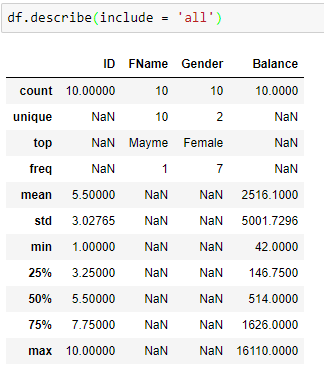 df.describe(include = 'all')
ID FName Gender Balance
count 10.00000 10 10 10.0000
unique NaN 10 2 NaN
top NaN Mayme Female NaN
freq NaN 1 7 NaN
mean 5.50000 NaN NaN 2516.1000
std 3.02765 NaN NaN 5001.7296
min 1.00000 NaN NaN 42.0000
25% 3.25000 NaN NaN 146.7500
50% 5.50000 NaN NaN 514.0000
75% 7.75000 NaN NaN 1626.0000
max 10.00000 NaN NaN 16110.0000